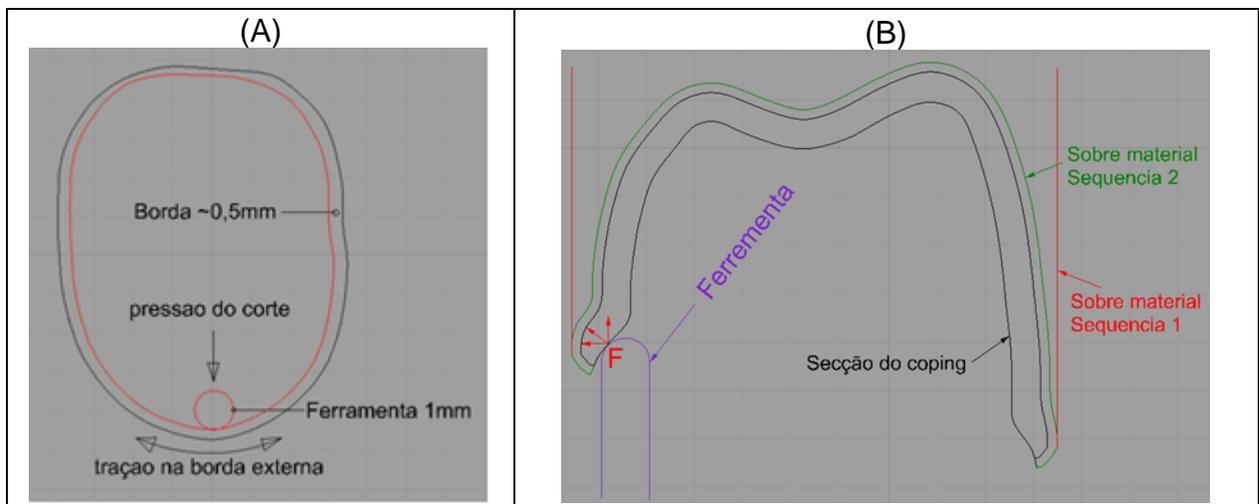 (A)
Borda ~0,5mm
pressao do corte
Ferramenta 1mm
traçao na borda externa
(B)
Sobre material
Sequencia 2
Ferrementa
Sobre material
Sequencia 1
F
Secção do coping